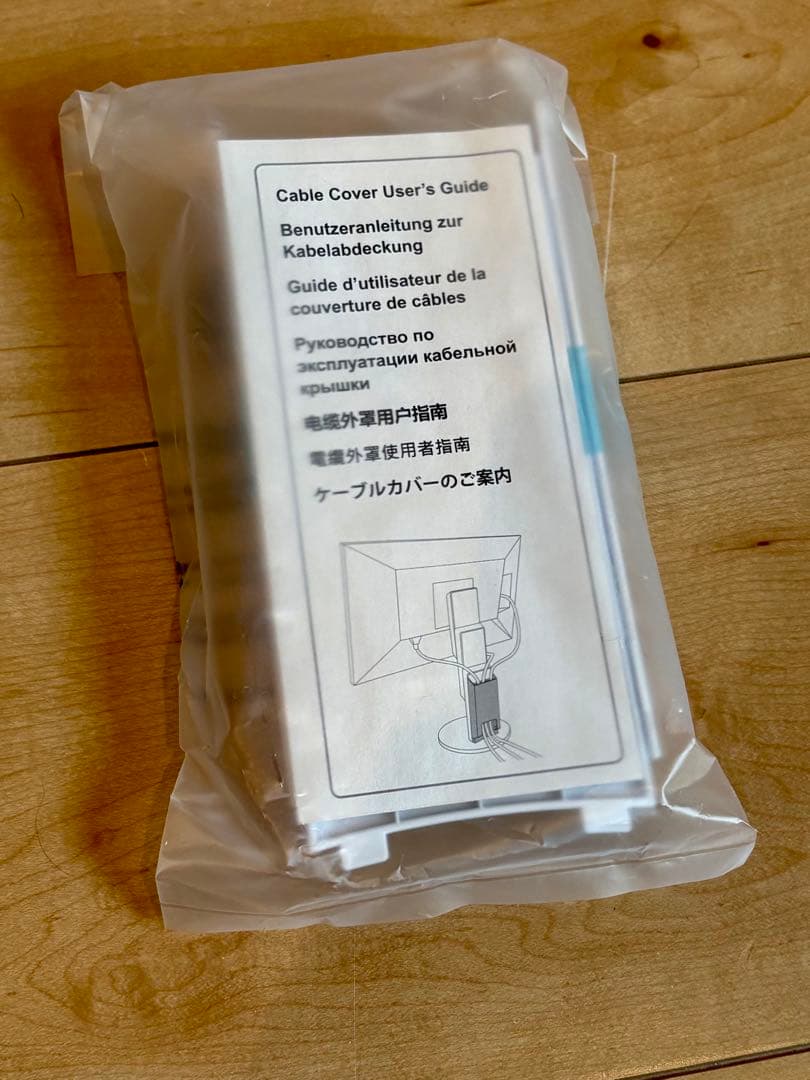 Cable Cover User's Guide
Benutzeranleitung zur
Kabelabdeckung
Guide d'utilisateur de la
couverture de câbles
Руководство по
эксплуатации кабельной
крышки
电缆外罩用户指南
電纜外罩使用者指南
ケーブルカバーのご案内